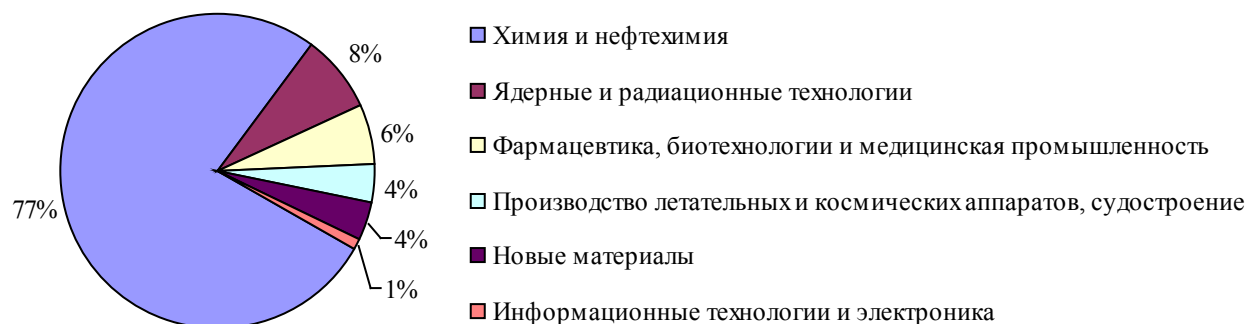 8%
6%
4%
4%
1%
77%
Химия и нефтехимия
Ядерные и радиационные технологии
Фармацевтика, биотехнологии и медицинская промышленность
Производство летательных и космических аппаратов, судостроение
Новые материалы
Информационные технологии и электроника